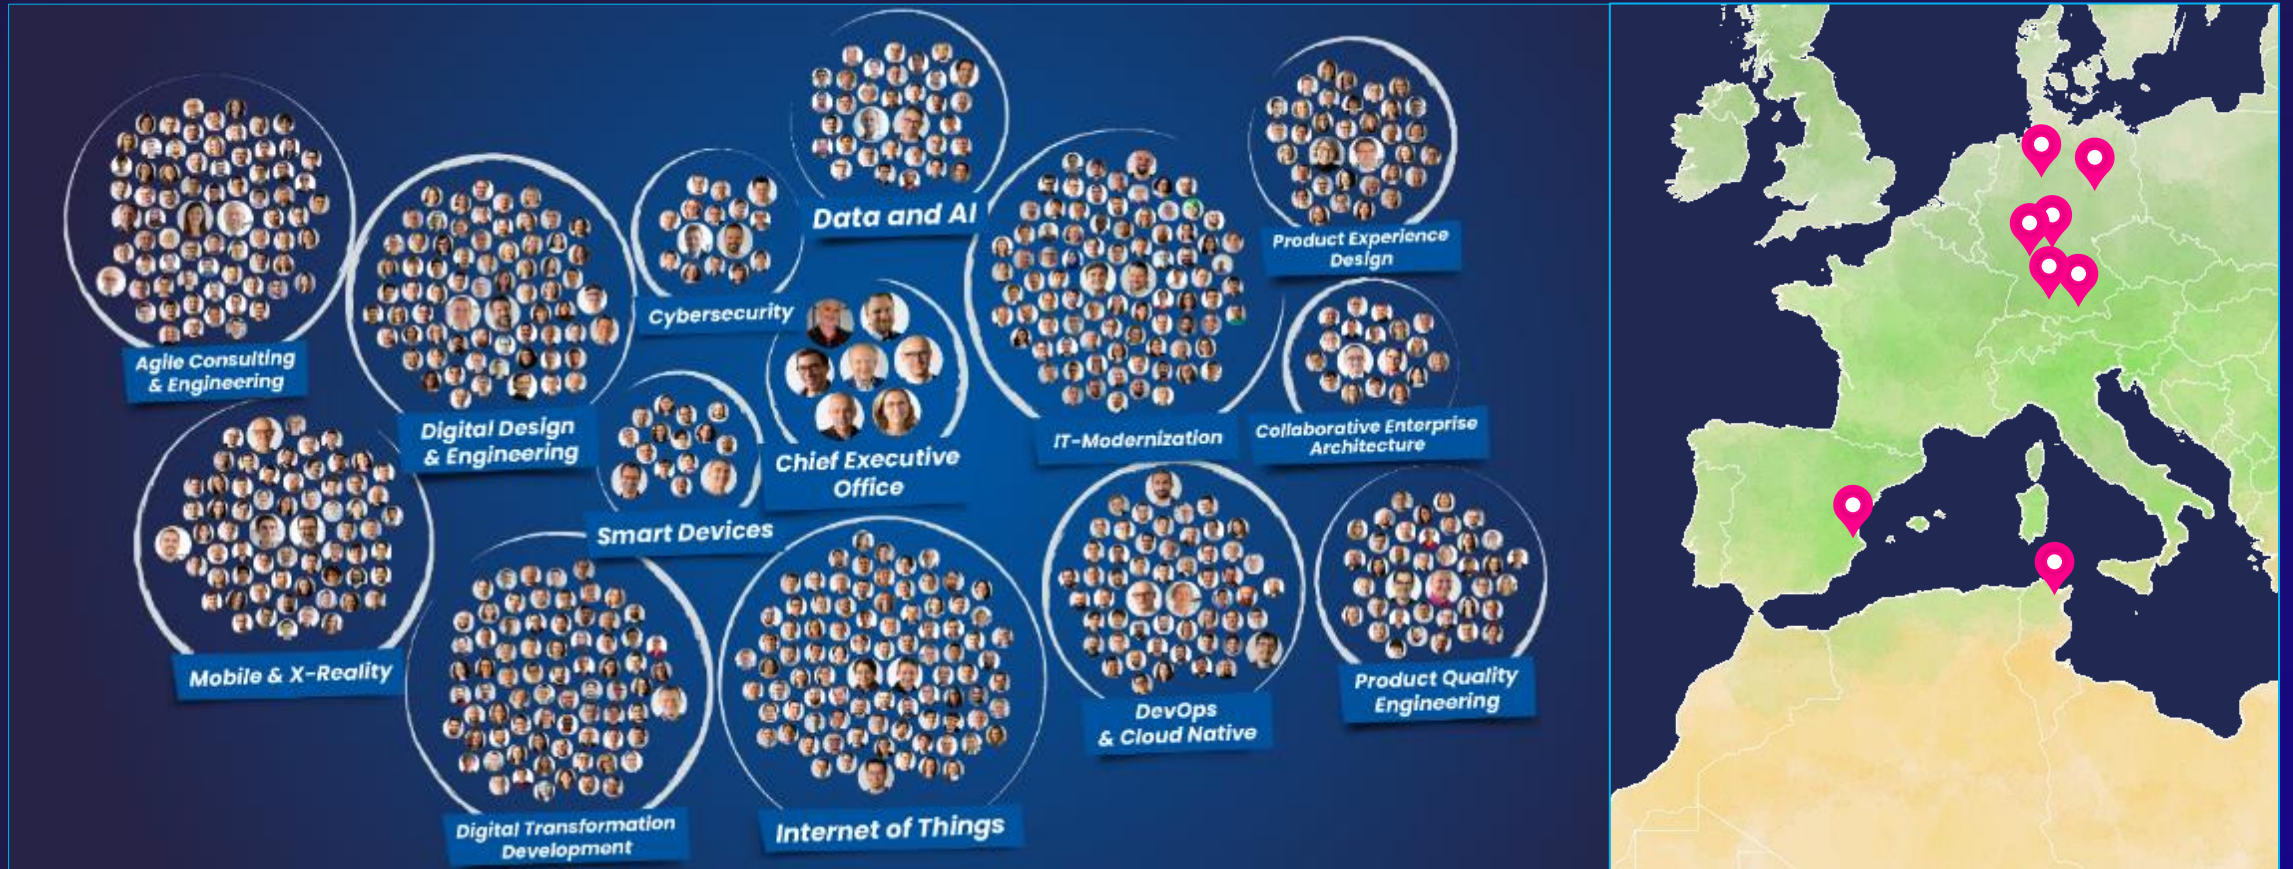 Data and AI
Product Experience
Design
Cybersecurity
Agile Consulting
& Engineering
Digital Design
& Engineering
Chief Executive
Office
IT-Modernization
Collaborative Enterprise
Architecture
Smart Devices
Mobile & X-Reality
Product Quality
Engineering
DevOps
& Cloud Native
Digital Transformation
Development
Internet of Things